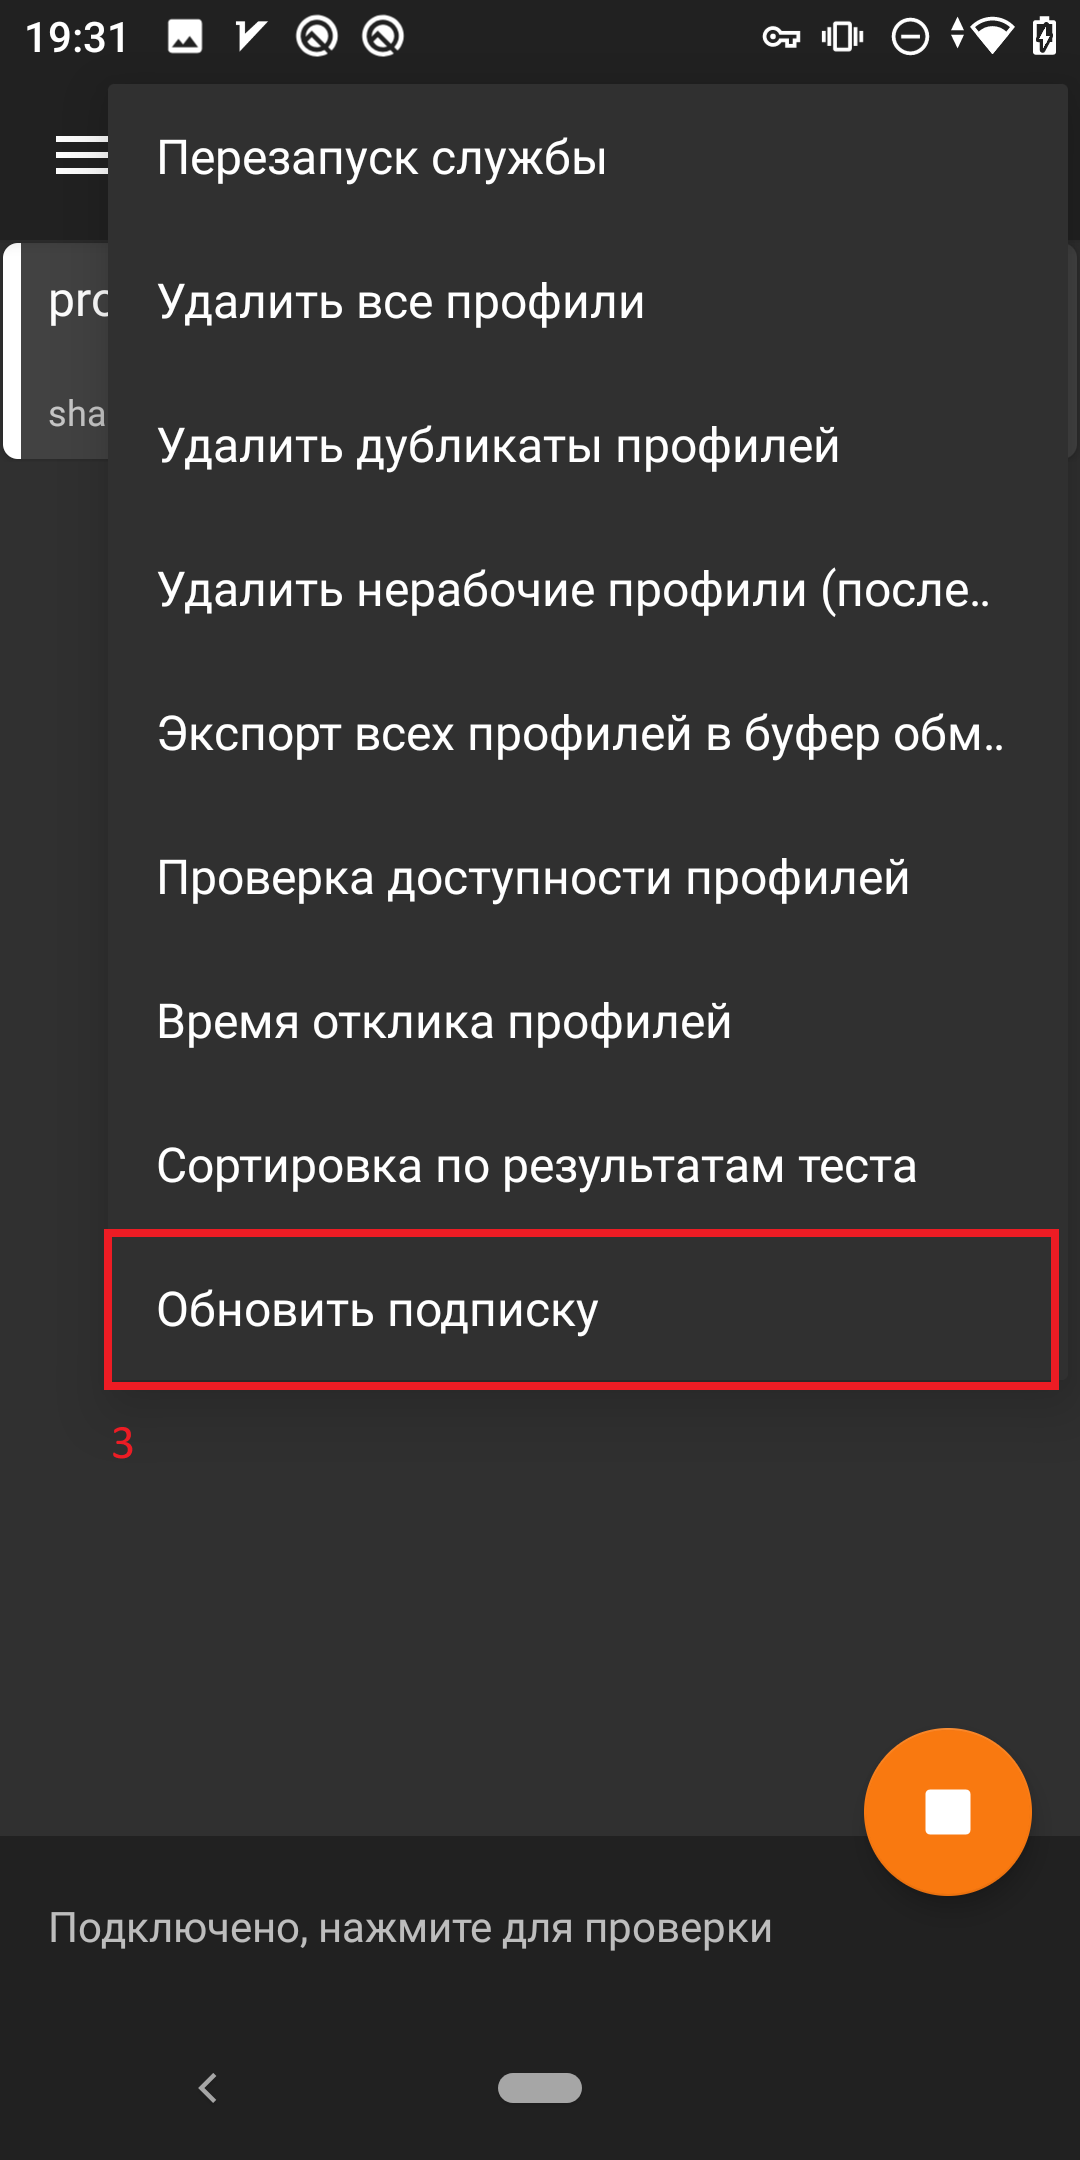 19:31
Перезапуск службы
pro
Удалить все профили
sha
Удалить дубликаты профилей
Удалить нерабочие профили (после..
Экспорт всех профилей в буфер обм..
Проверка доступности профилей
Время отклика профилей
Сортировка по результатам теста
Обновить подписку
3
Подключено, нажмите для проверки